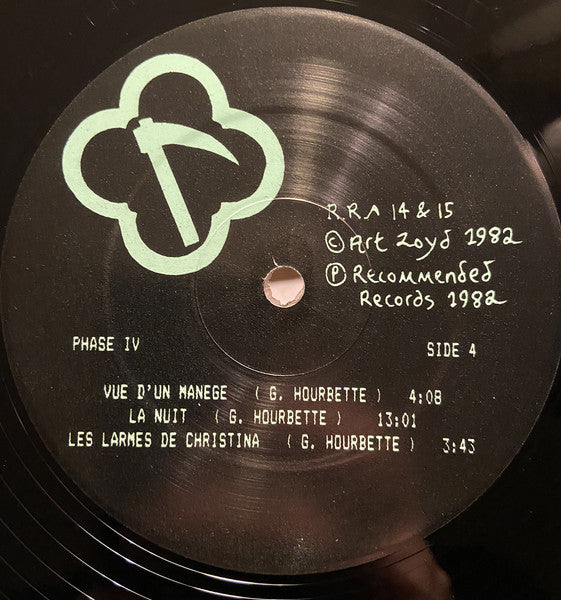 R.R.A 14 & 15
© Art Zoyd 1982
℗ Recommended
Records 1982
PHASE IV
SIDE 4
VUE D'UN MANEGE ( G. HOURBETTE ) 4:08
LA NUIT ( G. HOURBETTE ) 13:01
LES LARMES DE CHRISTINA ( G. HOURBETTE ) 3:43